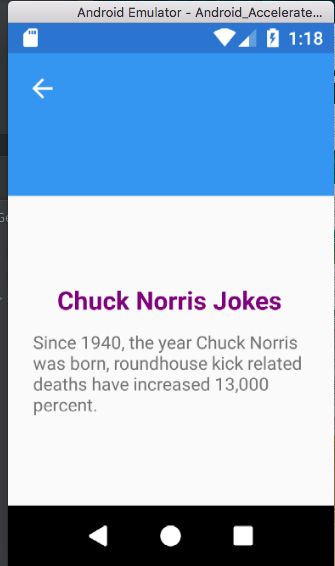 Android Emulator - Android_Accelerate...
1:18
Chuck Norris Jokes
Since 1940, the year Chuck Norris
was born, roundhouse kick related
deaths have increased 13,000
percent.